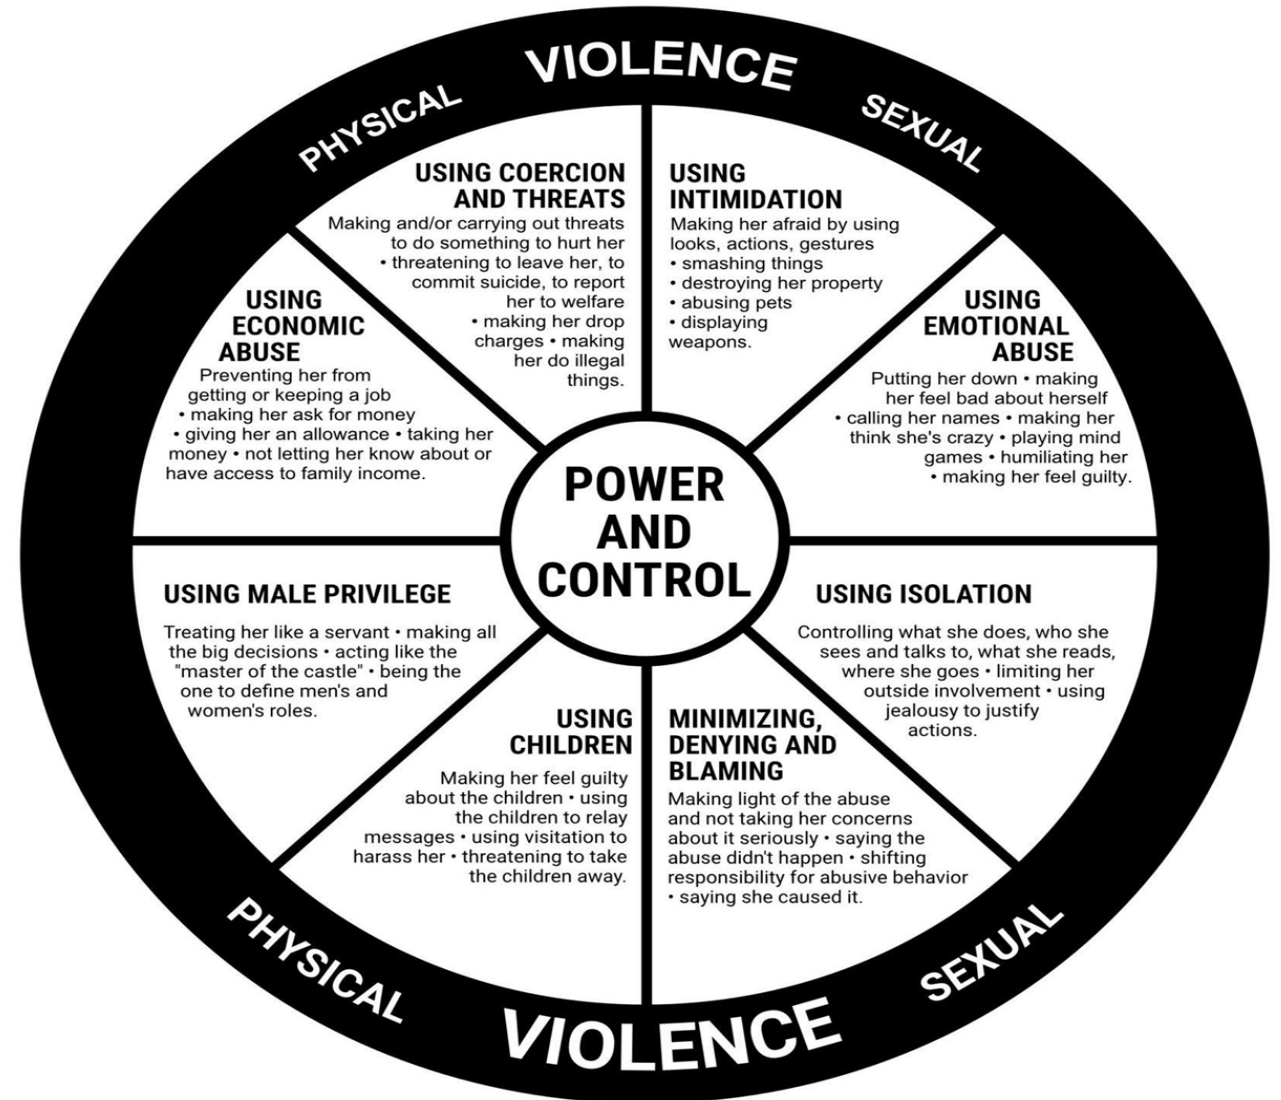 VIOLENCE
PHYSICAL
SEXUAL
USING COERCION
AND THREATS
Making and/or carrying out threats
to do something to hurt her
• threatening to leave her, to
commit suicide, to report
her to welfare
• making her drop
charges • making
her do illegal
things.
USING
INTIMIDATION
Making her afraid by using
looks, actions, gestures
• smashing things
• destroying her property
• abusing pets
• displaying
weapons.
USING
ECONOMIC
ABUSE
Preventing her from
getting or keeping a job
• making her ask for money
• giving her an allowance • taking her
money • not letting her know about or
have access to family income.
USING
EMOTIONAL
ABUSE
Putting her down • making
her feel bad about herself
• calling her names • making her
think she's crazy • playing mind
games • humiliating her
• making her feel guilty.
POWER
AND
CONTROL
USING MALE PRIVILEGE
Treating her like a servant • making all
the big decisions • acting like the
"master of the castle" • being the
one to define men's and
women's roles.
USING ISOLATION
Controlling what she does, who she
sees and talks to, what she reads,
where she goes • limiting her
outside involvement • using
jealousy to justify
actions.
USING
CHILDREN
Making her feel guilty
about the children • using
the children to relay
messages • using visitation to
harass her • threatening to take
the children away.
MINIMIZING,
DENYING AND
BLAMING
Making light of the abuse
and not taking her concerns
about it seriously • saying the
abuse didn't happen • shifting
responsibility for abusive behavior
• saying she caused it.
PHYSICAL
SEXUAL
VIOLENCE